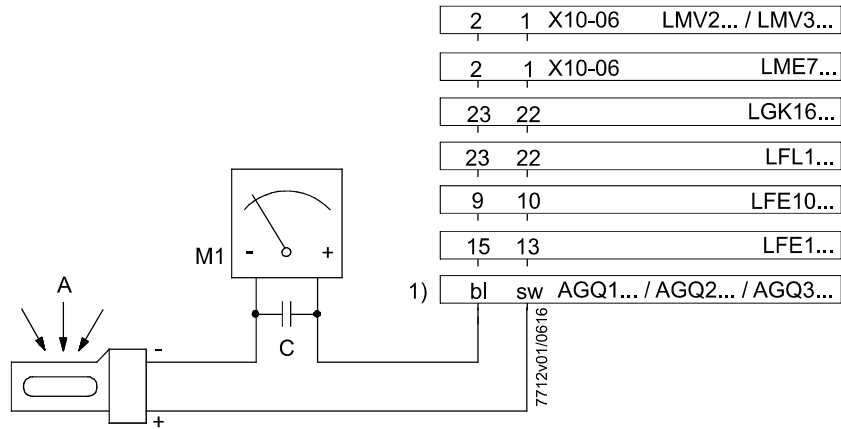 2 1 X10-06 LMV2... / LMV3...
2 1 X10-06 LME7...
23 22 LGK16...
23 22 LFL1...
9 10 LFE10...
15 13 LFE1...
1) bl sw AGQ1... / AGQ2... / AGQ3...
M1 - +
A
C
-
+
7712v01/0616